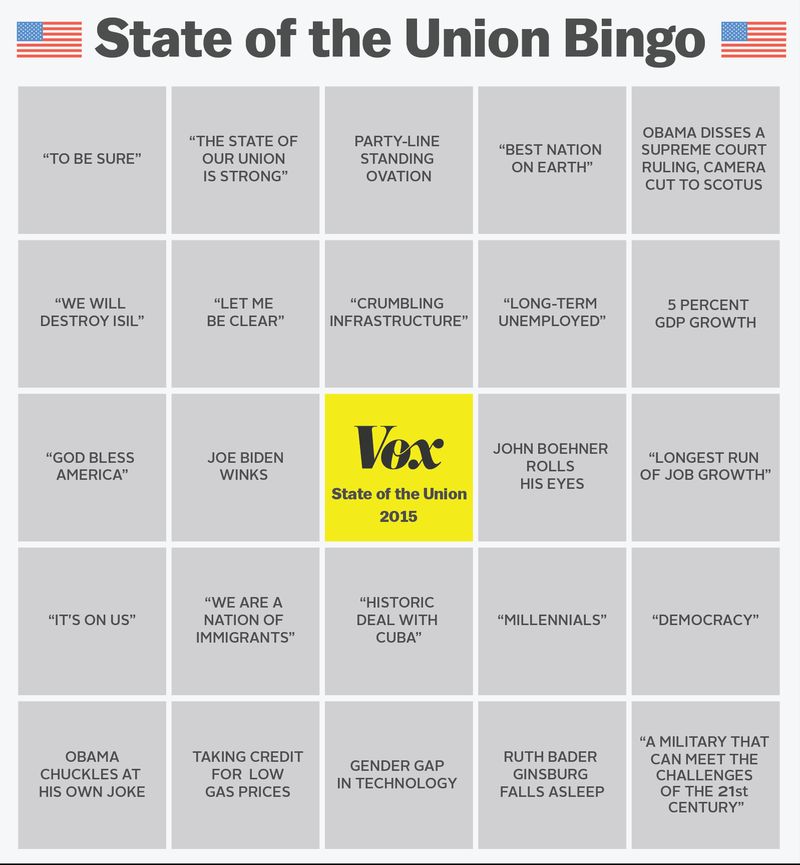 State of the Union Bingo
“TO BE SURE”
“THE STATE OF
OUR UNION
IS STRONG”
PARTY-LINE
STANDING
OVATION
“BEST NATION
ON EARTH”
OBAMA DISSES A
SUPREME COURT
RULING, CAMERA
CUT TO SCOTUS
“WE WILL
DESTROY ISIL”
“LET ME
BE CLEAR”
“CRUMBLING
INFRASTRUCTURE”
“LONG-TERM
UNEMPLOYED”
5 PERCENT
GDP GROWTH
“GOD BLESS
AMERICA”
JOE BIDEN
WINKS
Vox
State of the Union
2015
JOHN BOEHNER
ROLLS
HIS EYES
“LONGEST RUN
OF JOB GROWTH”
“IT’S ON US”
“WE ARE A
NATION OF
IMMIGRANTS”
“HISTORIC
DEAL WITH
CUBA”
“MILLENNIALS”
“DEMOCRACY”
OBAMA
CHUCKLES AT
HIS OWN JOKE
TAKING CREDIT
FOR LOW
GAS PRICES
GENDER GAP
IN TECHNOLOGY
RUTH BADER
GINSBURG
FALLS ASLEEP
“A MILITARY THAT
CAN MEET THE
CHALLENGES
OF THE 21st
CENTURY”